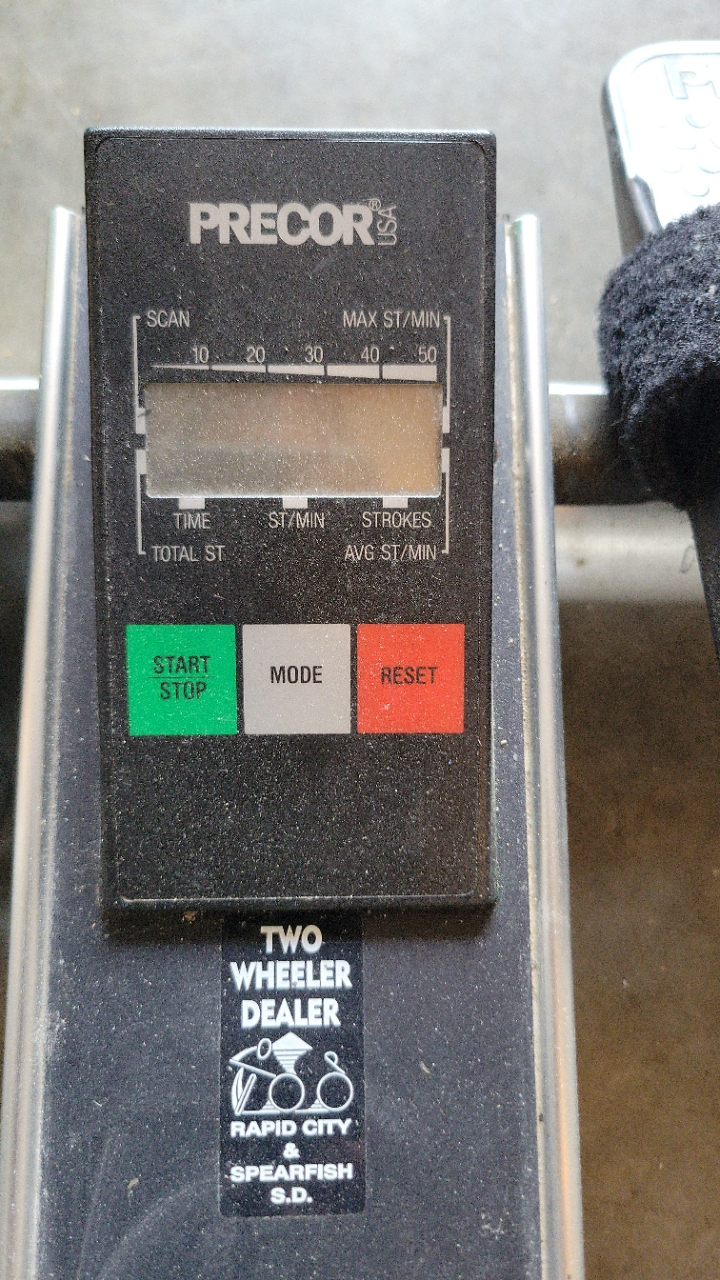 PRECOR® USA
SCAN MAX ST/MIN
10 20 30 40 50
TIME ST/MIN STROKES
TOTAL ST AVG ST/MIN
START
STOP
MODE
RESET
TWO
WHEELER
DEALER
RAPID CITY
&
SPEARFISH
S.D.